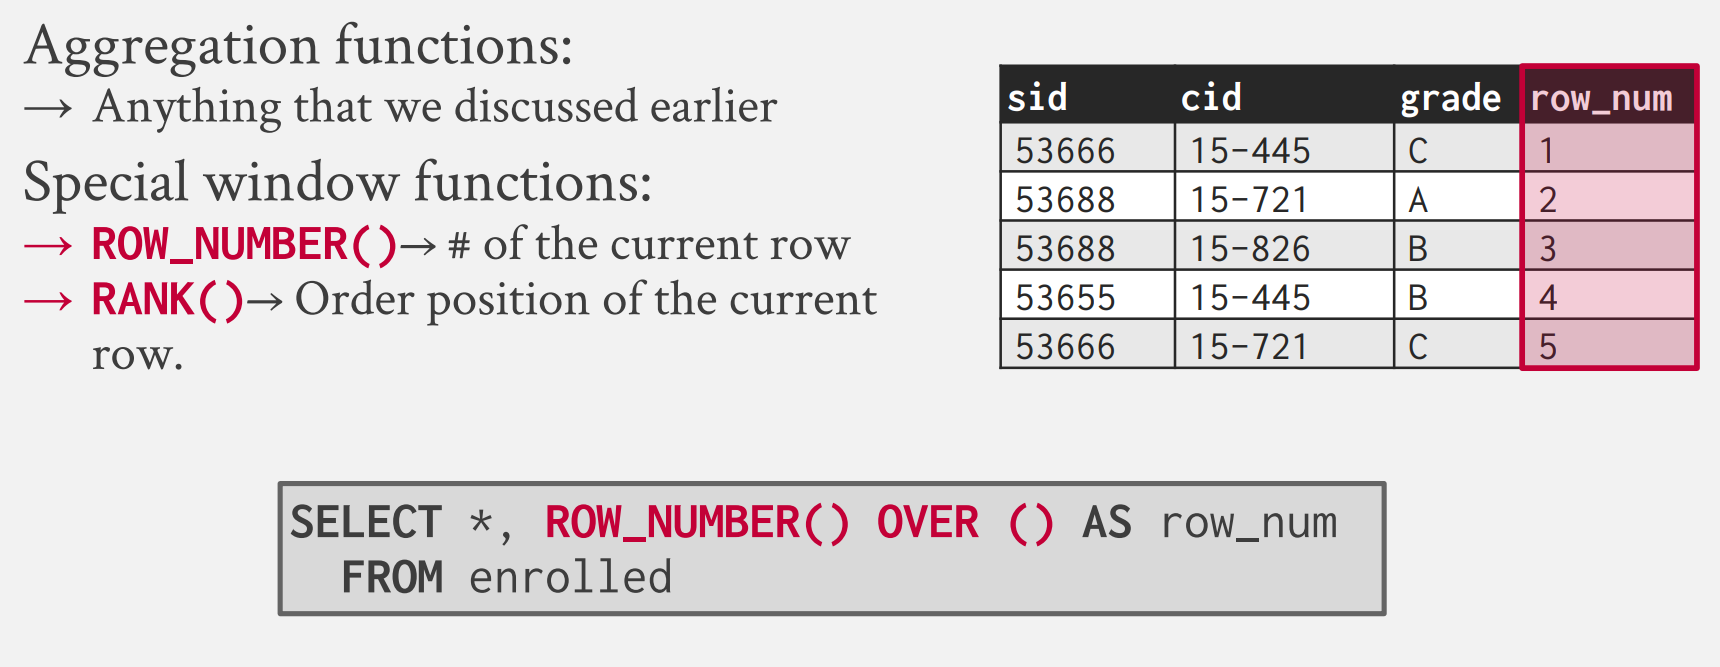 Aggregation functions:
→ Anything that we discussed earlier
Special window functions:
→ ROW_NUMBER()→ # of the current row
→ RANK()→ Order position of the current
row.
sid cid grade row_num
53666 15-445 C 1
53688 15-721 A 2
53688 15-826 B 3
53655 15-445 B 4
53666 15-721 C 5
SELECT *, ROW_NUMBER() OVER () AS row_num
FROM enrolled